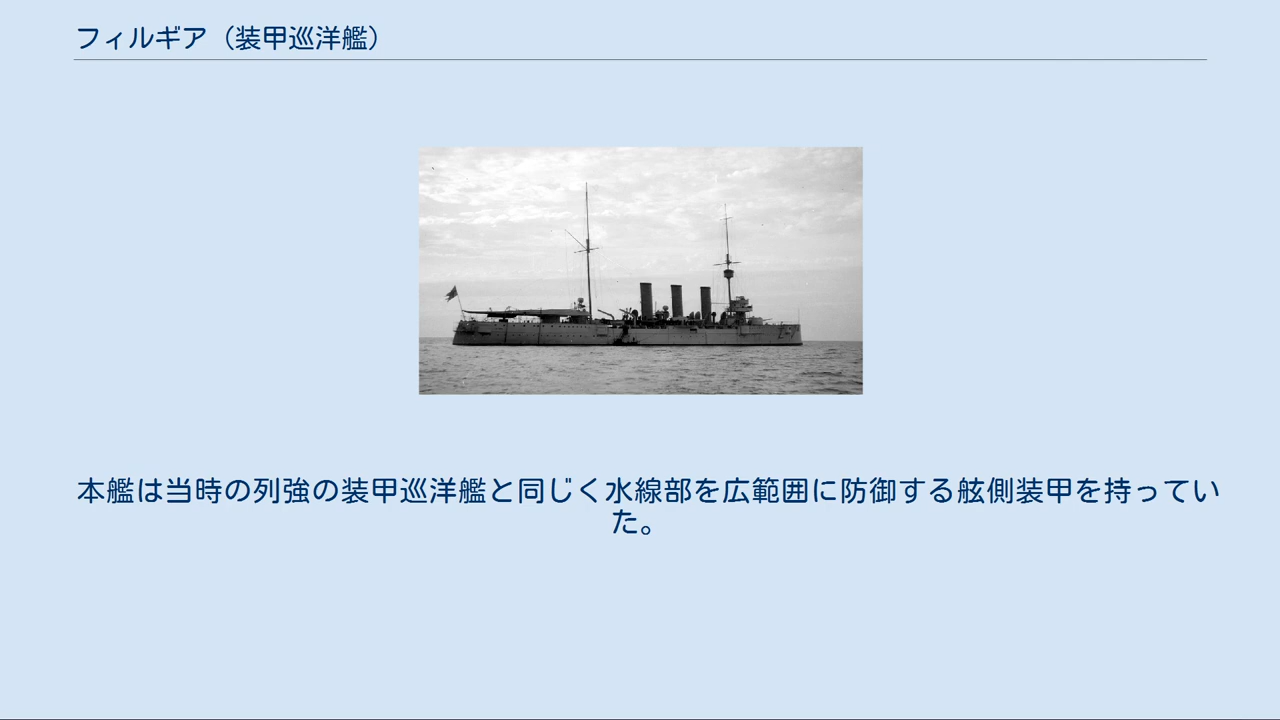 フィルギア（装甲巡洋艦）
本艦は当時の列強の装甲巡洋艦と同じく水線部を広範囲に防御する舷側装甲を持ってい
た。